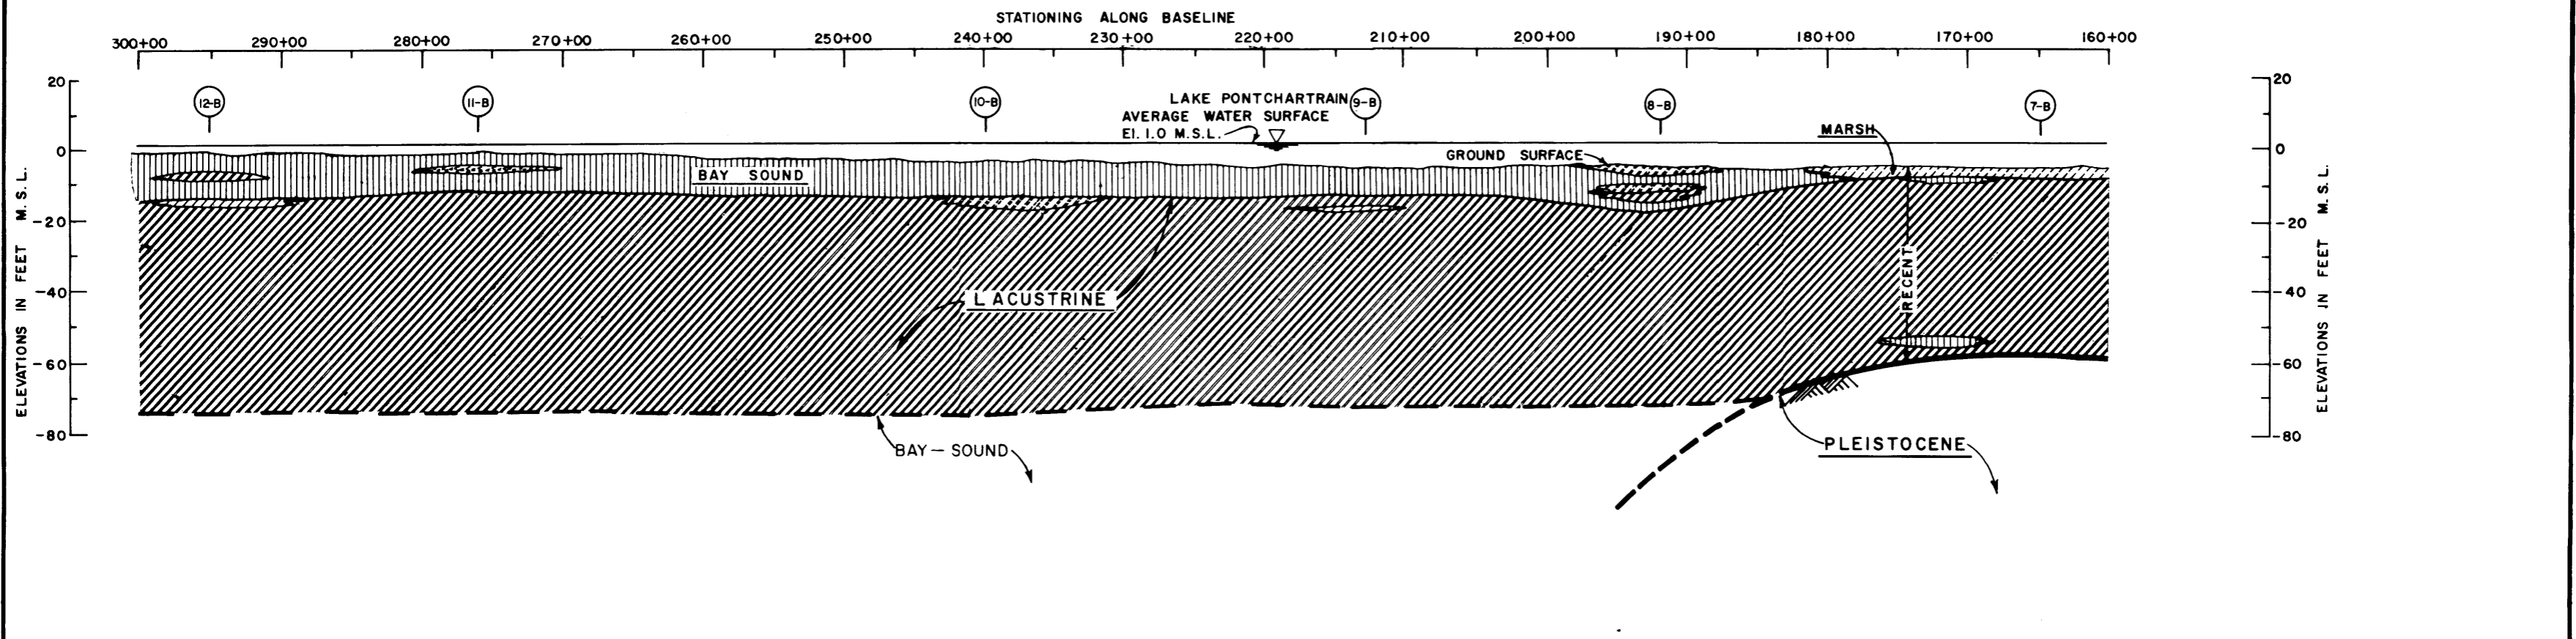 STATIONING ALONG BASELINE
300+00 290+00 280+00 270+00 260+00 250+00 240+00 230+00 220+00 210+00 200+00 190+00 180+00 170+00 160+00
20 20
12-B 11-B 10-B LAKE PONTCHARTRAIN 9-B 8-B 7-B
AVERAGE WATER SURFACE
El. 1.0 M.S.L.
MARSH
0 0
GROUND SURFACE
BAY SOUND
-20 -20
ELEVATIONS IN FEET M.S.L.
RECENT
ELEVATIONS IN FEET M.S.L.
-40 LACUSTRINE -40
-60 -60
-80 -80
BAY-SOUND PLEISTOCENE